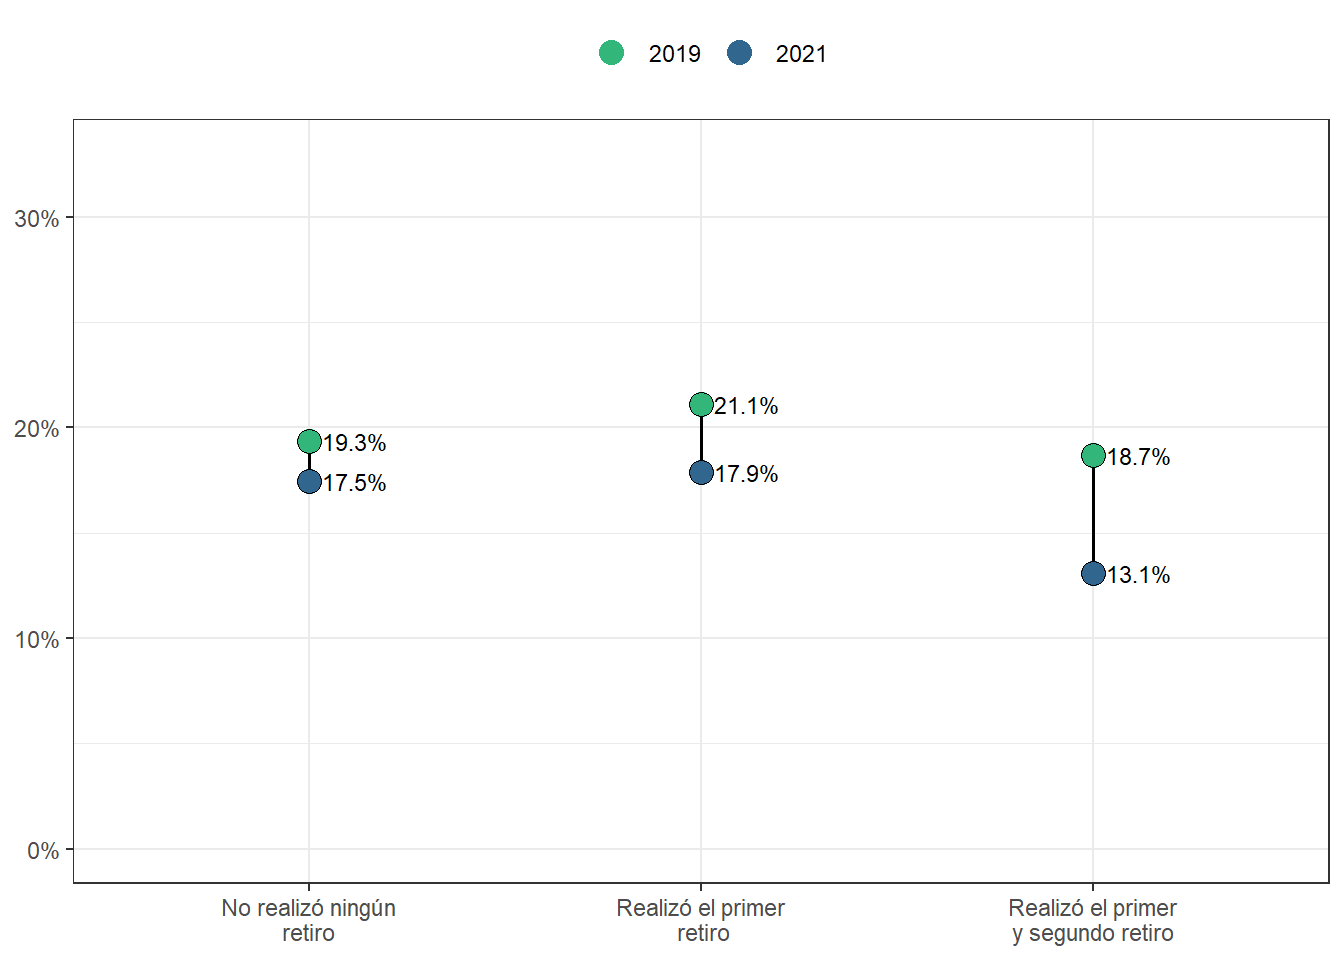 2019 2021
30%
20%
10%
0%
19.3%
17.5%
21.1%
17.9%
18.7%
13.1%
No realizó ningún
retiro
Realizó el primer
retiro
Realizó el primer
y segundo retiro